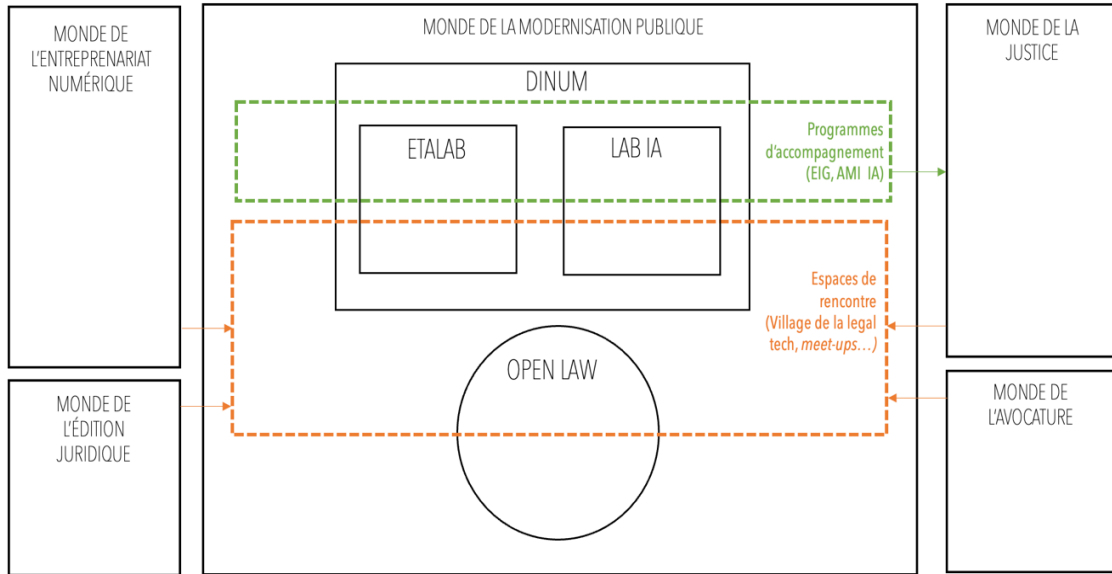 MONDE DE
L'ENTREPRENARIAT
NUMÉRIQUE
MONDE DE LA MODERNISATION PUBLIQUE
MONDE DE LA
JUSTICE
DINUM
ETALAB
LAB IA
Programmes
d'accompagnement
(EIG, AMI IA)
Espaces de
rencontre
(Village de la legal
tech, meet-ups...)
OPEN LAW
MONDE DE
L'ÉDITION
JURIDIQUE
MONDE DE
L'AVOCATURE